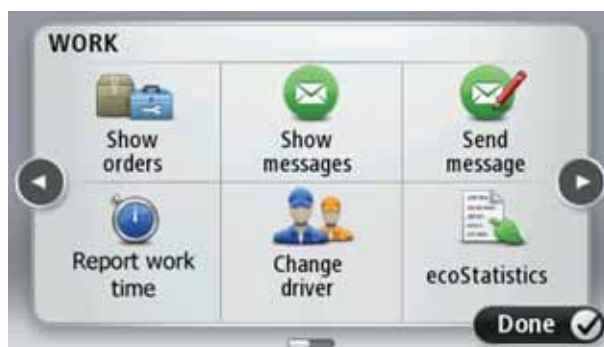 WORK
Show
orders
Show
messages
Send
message
Report work
time
Change
driver
ecoStatistics
Done